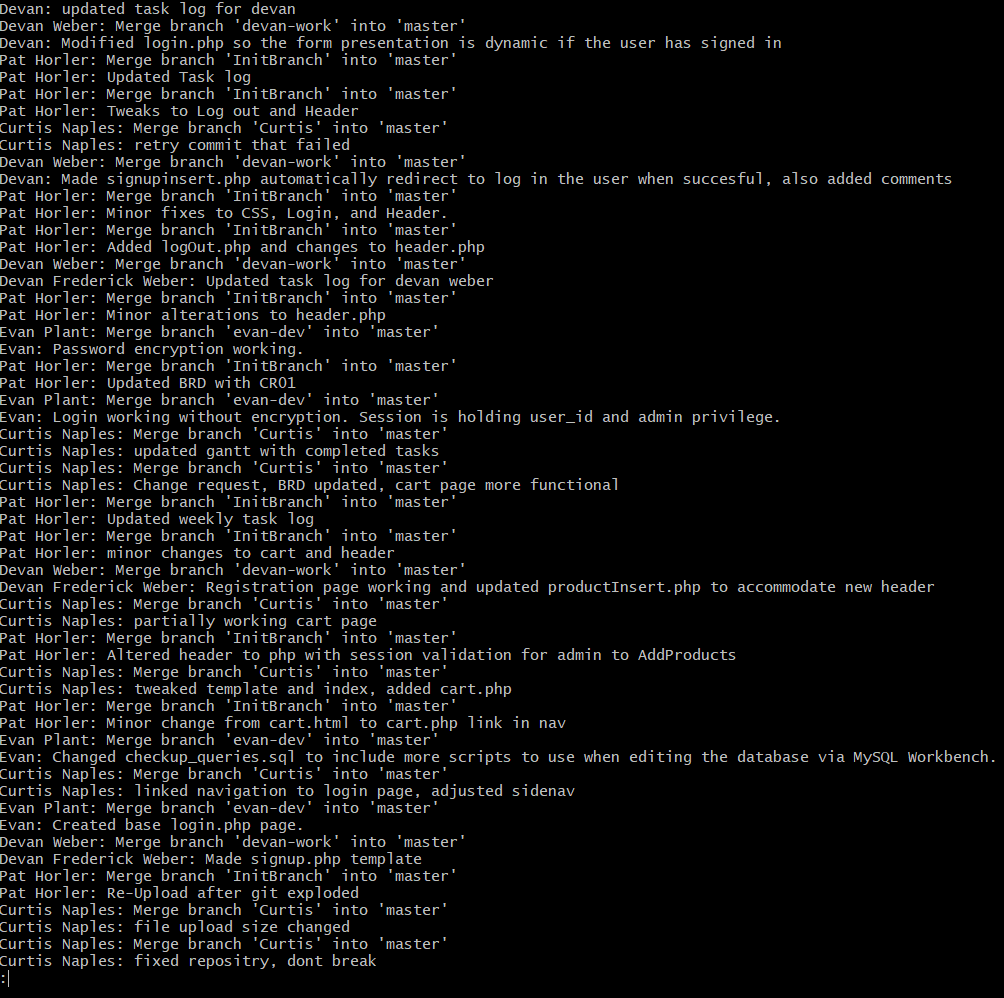 Devan: updated task log for devan
Devan Weber: Merge branch 'devan-work' into 'master'
Devan: Modified login.php so the form presentation is dynamic if the user has signed in
Pat Horler: Merge branch 'InitBranch' into 'master'
Pat Horler: Updated Task log
Pat Horler: Merge branch 'InitBranch' into 'master'
Pat Horler: Tweaks to Log out and Header
Curtis Naples: Merge branch 'Curtis' into 'master'
Curtis Naples: retry commit that failed
Devan Weber: Merge branch 'devan-work' into 'master'
Devan: Made signupinsert.php automatically redirect to log in the user when succesful, also added comments
Pat Horler: Merge branch 'InitBranch' into 'master'
Pat Horler: Minor fixes to CSS, Login, and Header.
Pat Horler: Merge branch 'InitBranch' into 'master'
Pat Horler: Added logOut.php and changes to header.php
Devan Weber: Merge branch 'devan-work' into 'master'
Devan Frederick Weber: Updated task log for devan weber
Pat Horler: Merge branch 'InitBranch' into 'master'
Pat Horler: Minor alterations to header.php
Evan Plant: Merge branch 'evan-dev' into 'master'
Evan: Password encryption working.
Pat Horler: Merge branch 'InitBranch' into 'master'
Pat Horler: Updated BRD with CR01
Evan Plant: Merge branch 'evan-dev' into 'master'
Evan: Login working without encryption. Session is holding user_id and admin privilege.
Curtis Naples: Merge branch 'Curtis' into 'master'
Curtis Naples: updated gantt with completed tasks
Curtis Naples: Merge branch 'Curtis' into 'master'
Curtis Naples: Change request, BRD updated, cart page more functional
Pat Horler: Merge branch 'InitBranch' into 'master'
Pat Horler: Updated weekly task log
Pat Horler: Merge branch 'InitBranch' into 'master'
Pat Horler: minor changes to cart and header
Devan Weber: Merge branch 'devan-work' into 'master'
Devan Frederick Weber: Registration page working and updated productInsert.php to accommodate new header
Curtis Naples: Merge branch 'Curtis' into 'master'
Curtis Naples: partially working cart page
Pat Horler: Merge branch 'InitBranch' into 'master'
Pat Horler: Altered header to php with session validation for admin to AddProducts
Curtis Naples: Merge branch 'Curtis' into 'master'
Curtis Naples: tweaked template and index, added cart.php
Pat Horler: Merge branch 'InitBranch' into 'master'
Pat Horler: Minor change from cart.html to cart.php link in nav
Evan Plant: Merge branch 'evan-dev' into 'master'
Evan: Changed checkup_queries.sql to include more scripts to use when editing the database via MySQL Workbench.
Curtis Naples: Merge branch 'Curtis' into 'master'
Curtis Naples: linked navigation to login page, adjusted sidenav
Evan Plant: Merge branch 'evan-dev' into 'master'
Evan: Created base login.php page.
Devan Weber: Merge branch 'devan-work' into 'master'
Devan Frederick Weber: Made signup.php template
Pat Horler: Merge branch 'InitBranch' into 'master'
Pat Horler: Re-Upload after git exploded
Curtis Naples: Merge branch 'Curtis' into 'master'
Curtis Naples: file upload size changed
Curtis Naples: Merge branch 'Curtis' into 'master'
Curtis Naples: fixed repositry, dont break
: